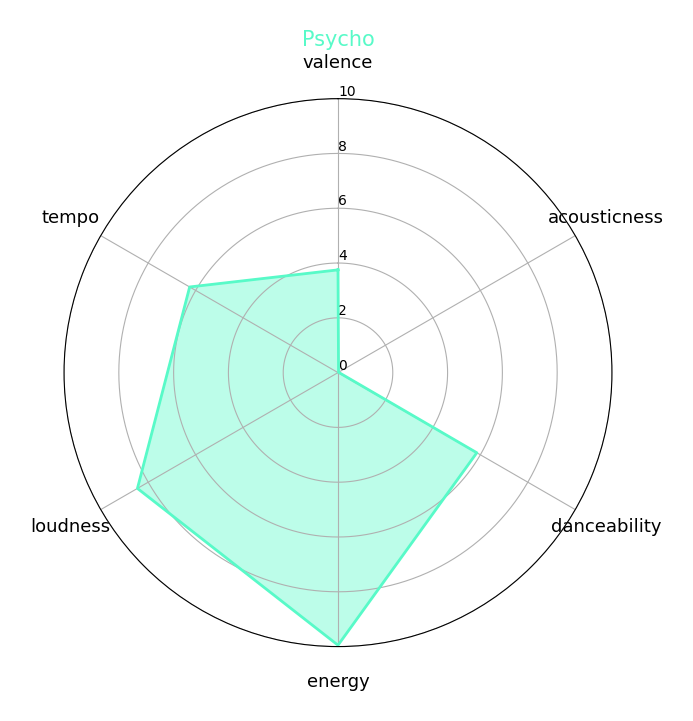 Psycho
valence
10
8
tempo
6
acousticness
4
2
0
loudness
danceability
energy